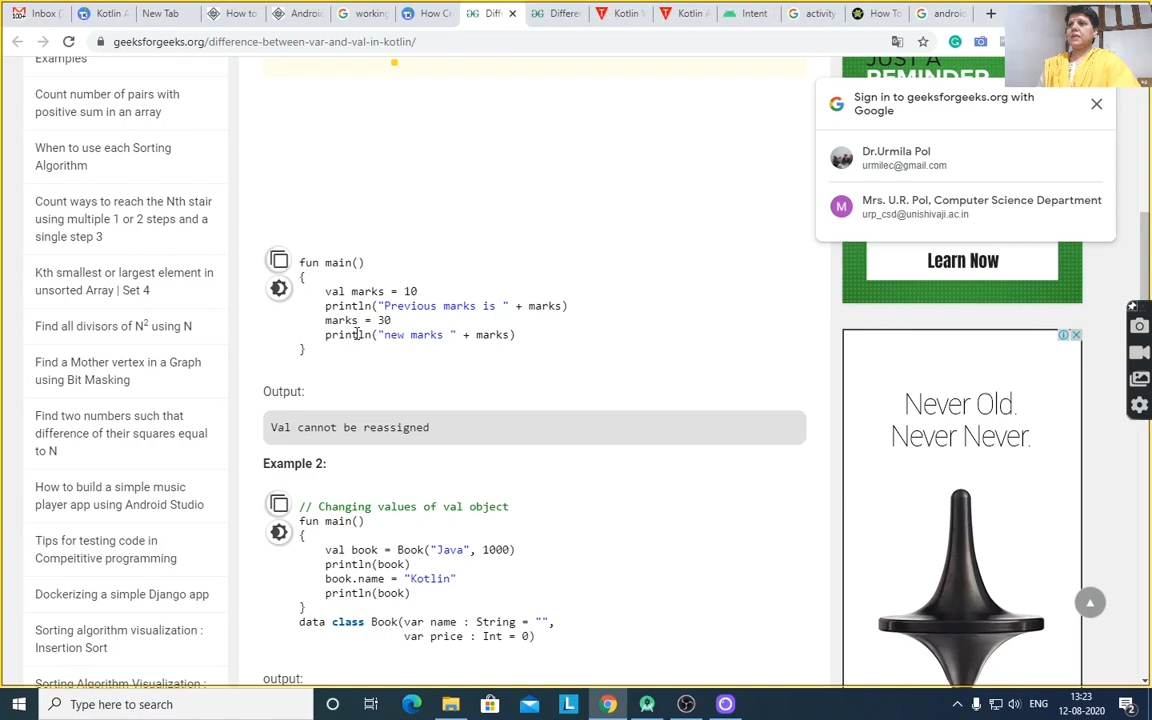 Inbox (
Kotlin A
New Tab
How to
Android
working
How Cr
Diffe
Differen
Kotlin V
Kotlin A
Intent
activity
How To
android
geeksforgeeks.org/difference-between-var-and-val-in-kotlin/
Examples
Count number of pairs with
positive sum in an array
When to use each Sorting
Algorithm
Count ways to reach the Nth stair
using multiple 1 or 2 steps and a
single step 3
Kth smallest or largest element in
unsorted Array | Set 4
Find all divisors of N2 using N
Find a Mother vertex in a Graph
using Bit Masking
Find two numbers such that
difference of their squares equal
to N
How to build a simple music
player app using Android Studio
Tips for testing code in
Compeititive programming
Dockerizing a simple Django app
Sorting algorithm visualization :
Insertion Sort
Sorting Algorithm Visualization :
fun main()
{
val marks = 10
println("Previous marks is " + marks)
marks = 30
println("new marks " + marks)
}
Output:
Val cannot be reassigned
Example 2:
// Changing values of val object
fun main()
{
val book = Book("Java", 1000)
println(book)
book.name = "Kotlin"
println(book)
}
data class Book(var name : String = "",
var price : Int = 0)
output:
JUST A
REMINDER
Sign in to geeksforgeeks.org with
Google
Dr.Urmila Pol
urmilec@gmail.com
M
Mrs. U.R. Pol, Computer Science Department
urp_csd@unishivaji.ac.in
Learn Now
Never Old.
Never Never.
Type here to search
ENG
13:23
12-08-2020
2